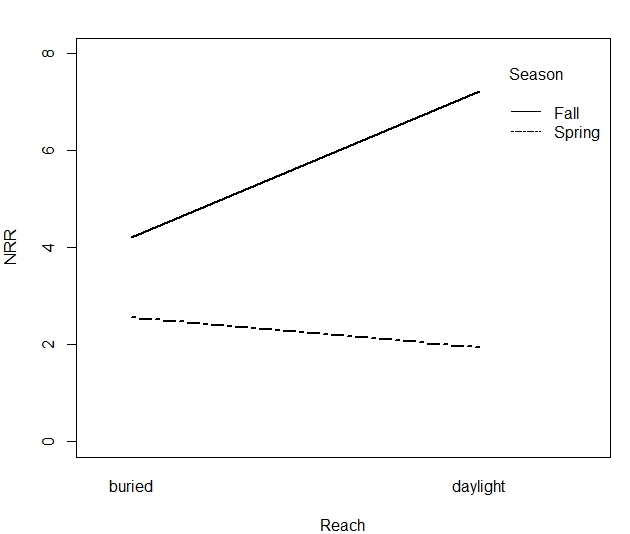 8
6
4
2
0
NRR
Season
Fall
Spring
buried daylight
Reach